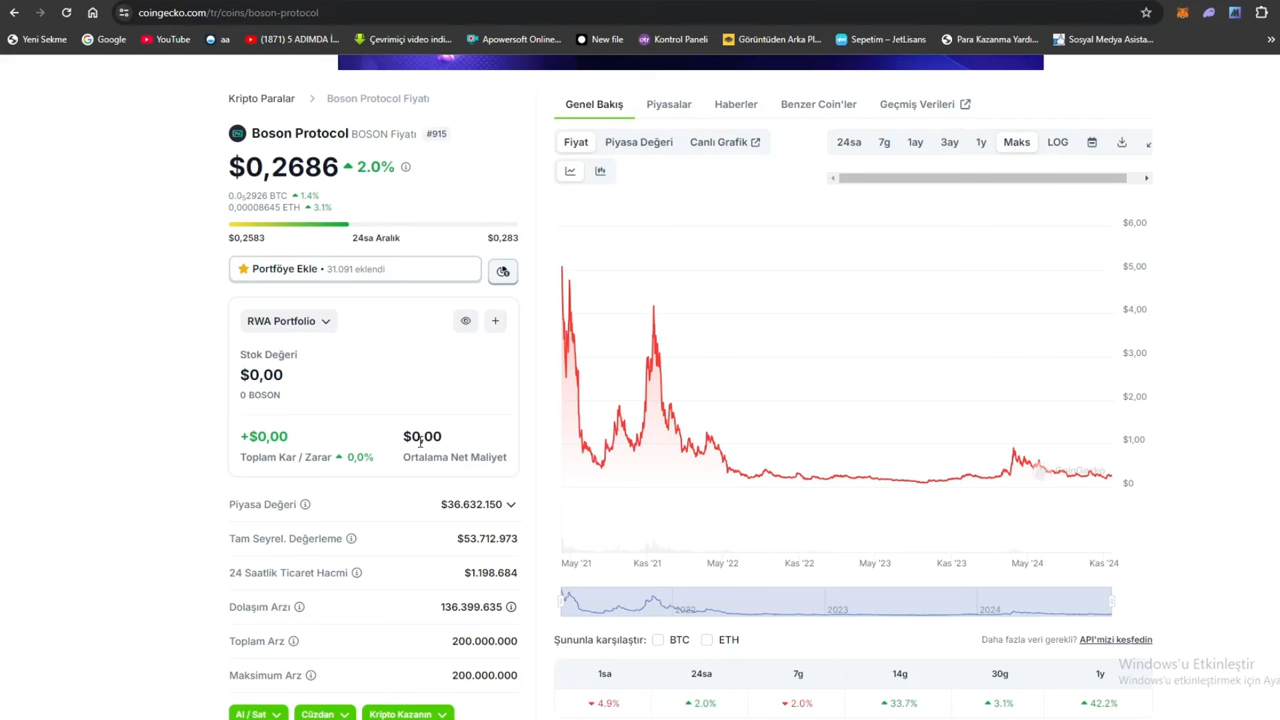 coingecko.com/tr/coins/boson-protocol
Yeni Sekme
Google
YouTube
aa
(1871) 5 ADIMDA İ...
Çevrimiçi video indi...
Apowersoft Online...
New file
Kontrol Paneli
Görüntüden Arka Pl...
Sepetim – JetLisans
Para Kazanma Yardı...
Sosyal Medya Asista...
»
Kripto Paralar > Boson Protocol Fiyatı
Boson Protocol BOSON Fiyatı #915
$0,2686 2.0%
0.0₅2926 BTC 1.4%
0,00008645 ETH 3.1%
$0,2583 24sa Aralık $0,283
Portföye Ekle • 31.091 eklendi
RWA Portfolio
Stok Değeri
$0,00
0 BOSON
+$0,00 $0,00
Toplam Kar / Zarar 0,0% Ortalama Net Maliyet
Piyasa Değeri $36.632.150
Tam Seyrel. Değerleme $53.712.973
24 Saatlik Ticaret Hacmi $1.198.684
Dolaşım Arzı 136.399.635
Toplam Arz 200.000.000
Maksimum Arz 200.000.000
Al / Sat Cüzdan Kripto Kazanın
Genel Bakış Piyasalar Haberler Benzer Coin'ler Geçmiş Verileri
Fiyat Piyasa Değeri Canlı Grafik
24sa 7g 1ay 3ay 1y Maks LOG
$6,00
$5,00
$4,00
$3,00
$2,00
$1,00
$0
CoinGecko
May '21 Kas '21 May '22 Kas '22 May '23 Kas '23 May '24 Kas '24
2022 2023 2024
Şununla karşılaştır: BTC ETH
Daha fazla veri gerekli? API'mizi keşfedin
1sa 24sa 7g 14g 30g 1y
4.9% 2.0% 2.0% 33.7% 3.1% 42.2%
Windows'u Etkinleştir
Windows'u etkinleştirmek için Aya